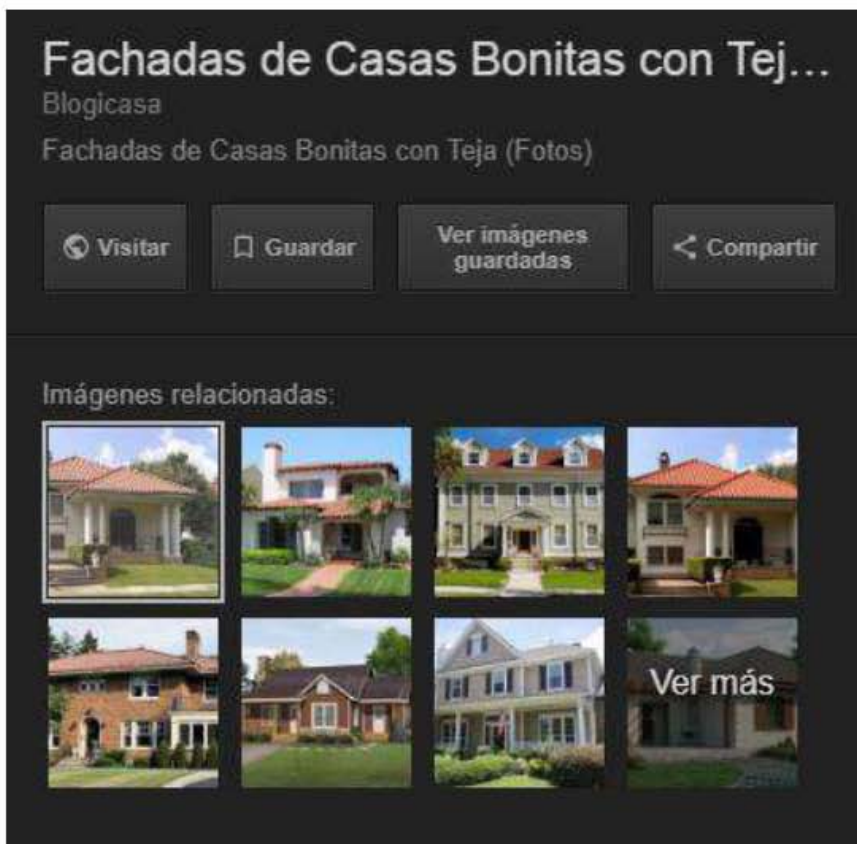 Fachadas de Casas Bonitas con Tej...
Blogicasa
Fachadas de Casas Bonitas con Teja (Fotos)
Visitar
Guardar
Ver imágenes
guardadas
Compartir
Imágenes relacionadas:
Ver más